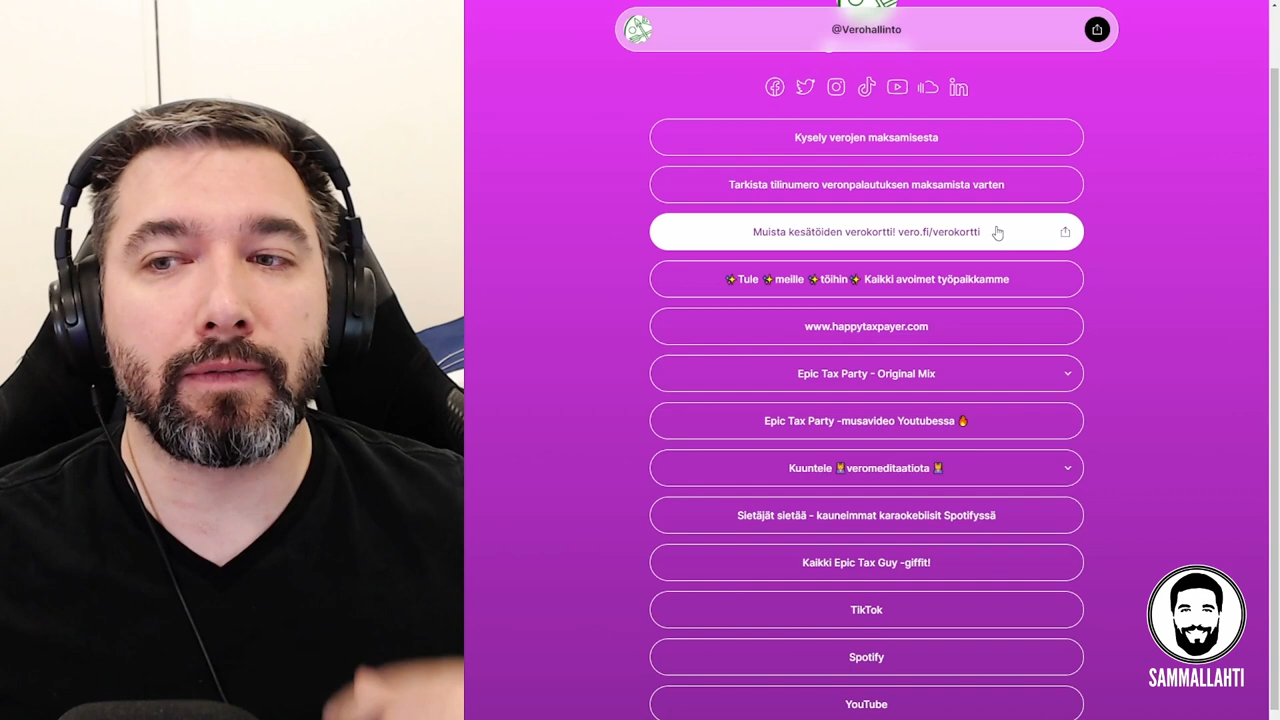 @Verohallinto
Kysely verojen maksamisesta
Tarkista tilinumero veronpalautuksen maksamista varten
Muista kesätöiden verokortti! vero.fi/verokortti
✨Tule ✨meille ✨töihin✨ Kaikki avoimet työpaikkamme
www.happytaxpayer.com
Epic Tax Party - Original Mix
Epic Tax Party -musavideo Youtubessa 🔥
Kuuntele veromeditaatiota
Sietäjät sietää - kauneimmat karaokebiisit Spotifyssä
Kaikki Epic Tax Guy -giffit!
TikTok
Spotify
YouTube
SAMMALLAHTI